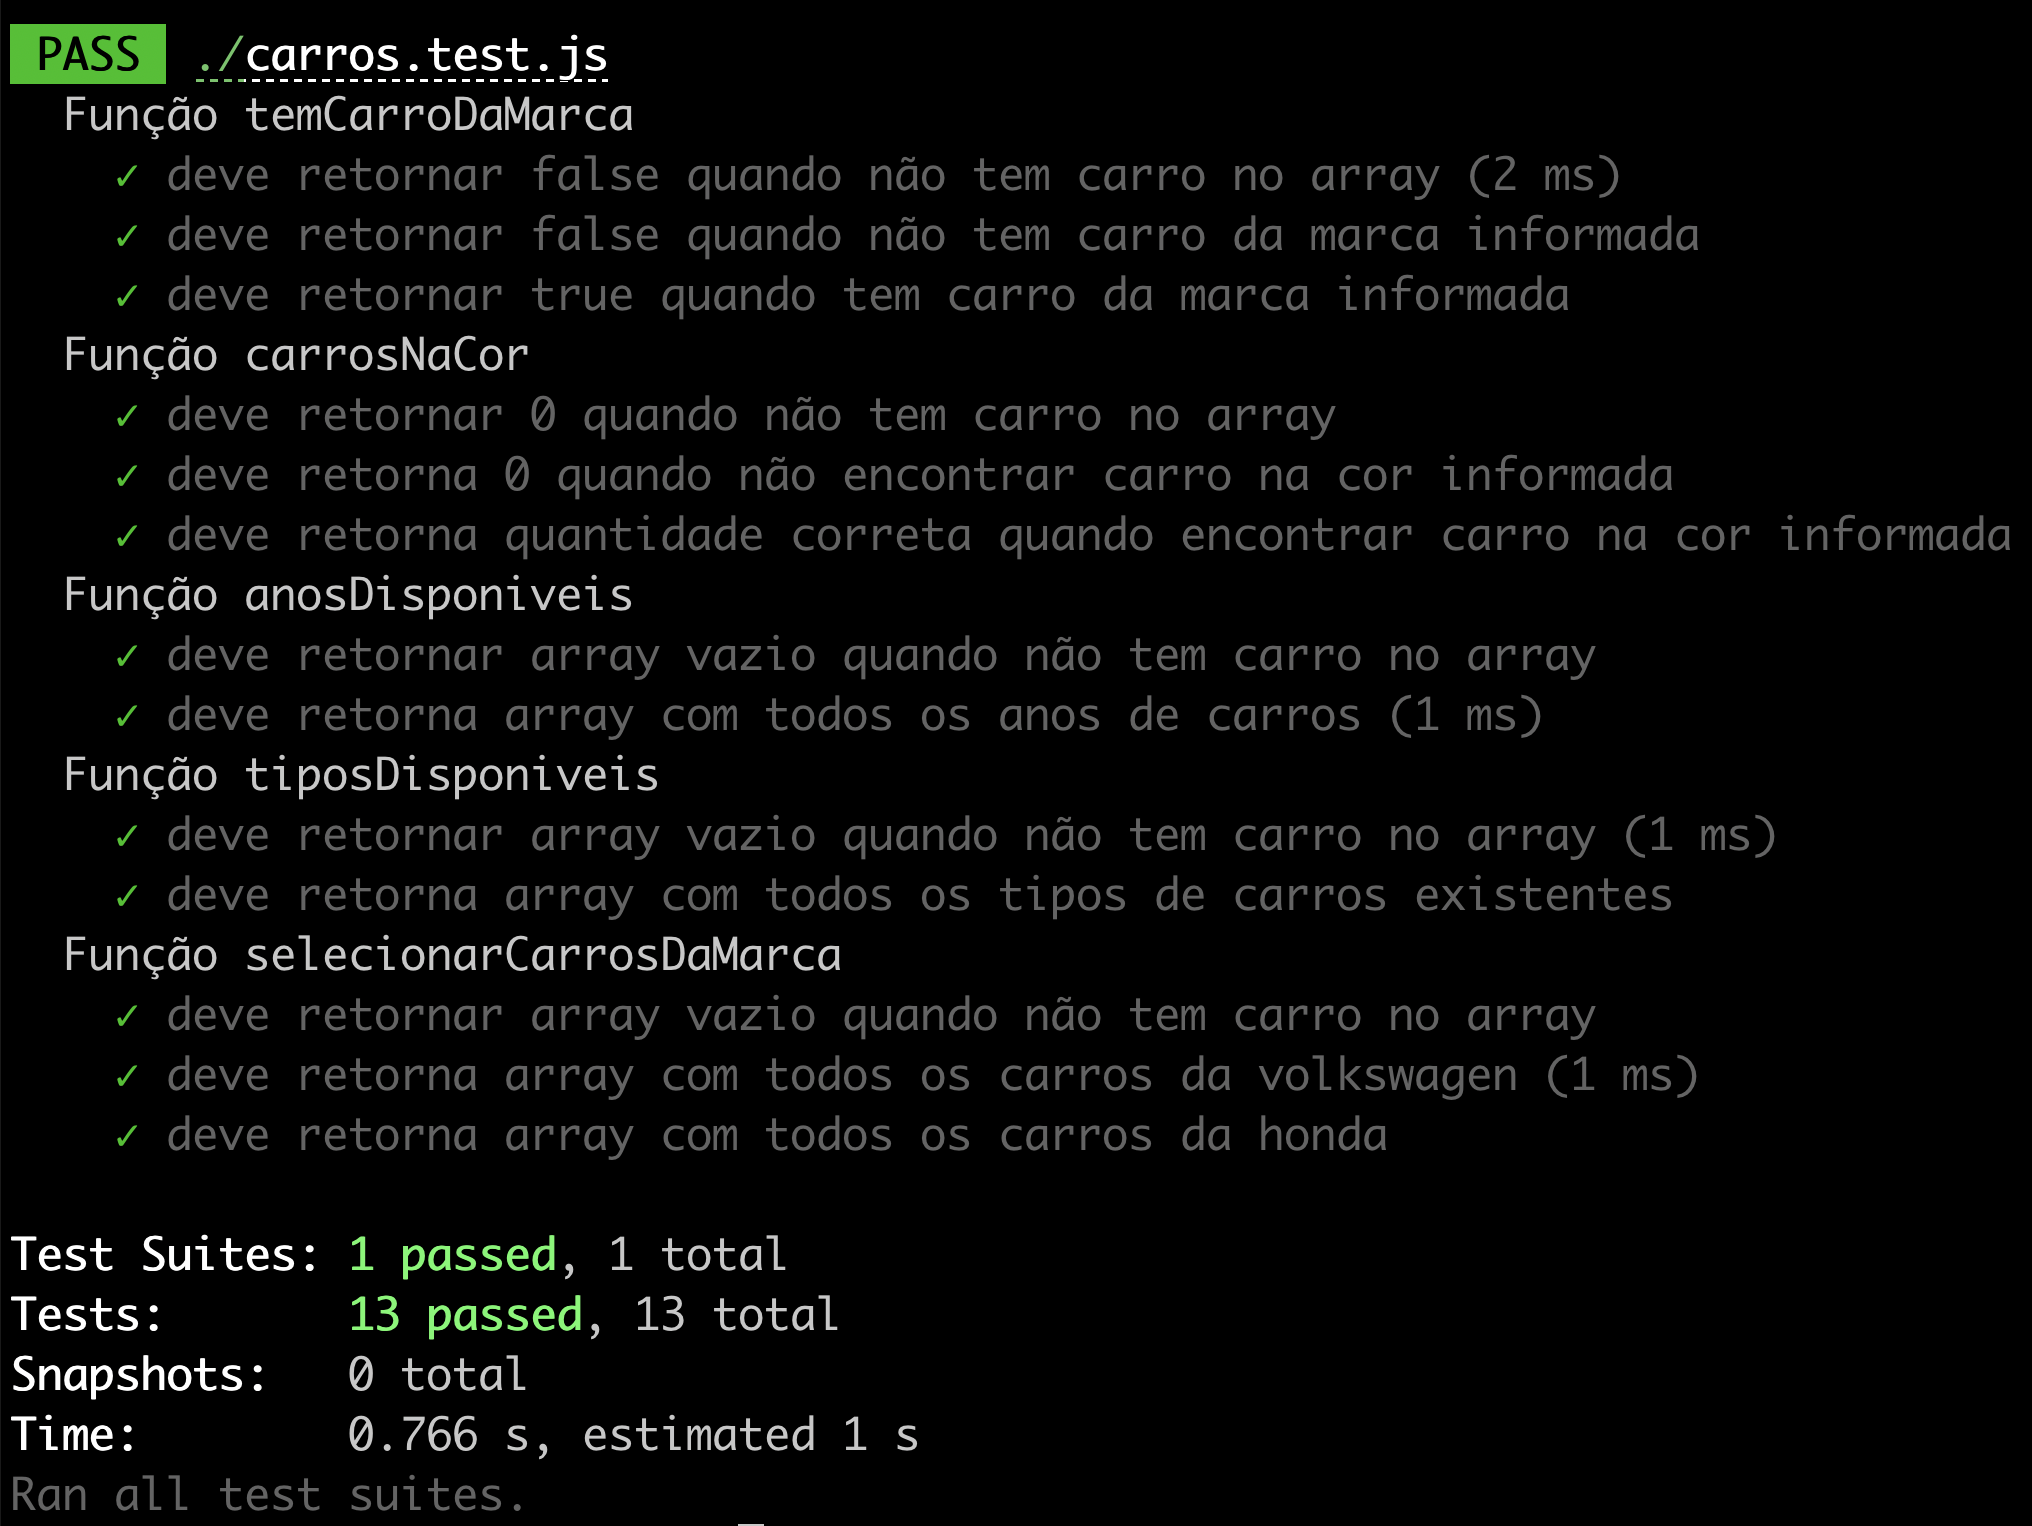 PASS ./carros.test.js
Função temCarroDaMarca
✓ deve retornar false quando não tem carro no array (2 ms)
✓ deve retornar false quando não tem carro da marca informada
✓ deve retornar true quando tem carro da marca informada
Função carrosNaCor
✓ deve retornar 0 quando não tem carro no array
✓ deve retorna 0 quando não encontrar carro na cor informada
✓ deve retorna quantidade correta quando encontrar carro na cor informada
Função anosDisponiveis
✓ deve retornar array vazio quando não tem carro no array
✓ deve retorna array com todos os anos de carros (1 ms)
Função tiposDisponiveis
✓ deve retornar array vazio quando não tem carro no array (1 ms)
✓ deve retorna array com todos os tipos de carros existentes
Função selecionarCarrosDaMarca
✓ deve retornar array vazio quando não tem carro no array
✓ deve retorna array com todos os carros da volkswagen (1 ms)
✓ deve retorna array com todos os carros da honda
Test Suites: 1 passed, 1 total
Tests: 13 passed, 13 total
Snapshots: 0 total
Time: 0.766 s, estimated 1 s
Ran all test suites.